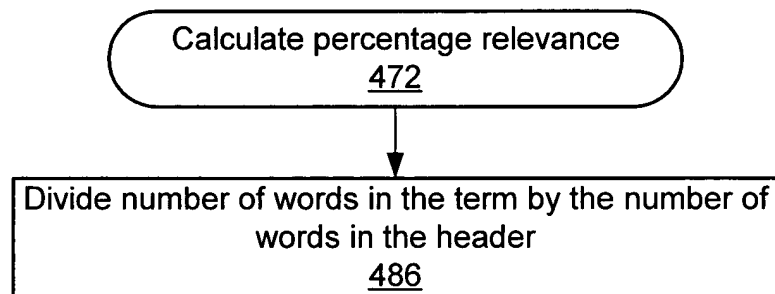 Calculate percentage relevance
472
Divide number of words in the term by the number of
words in the header
486